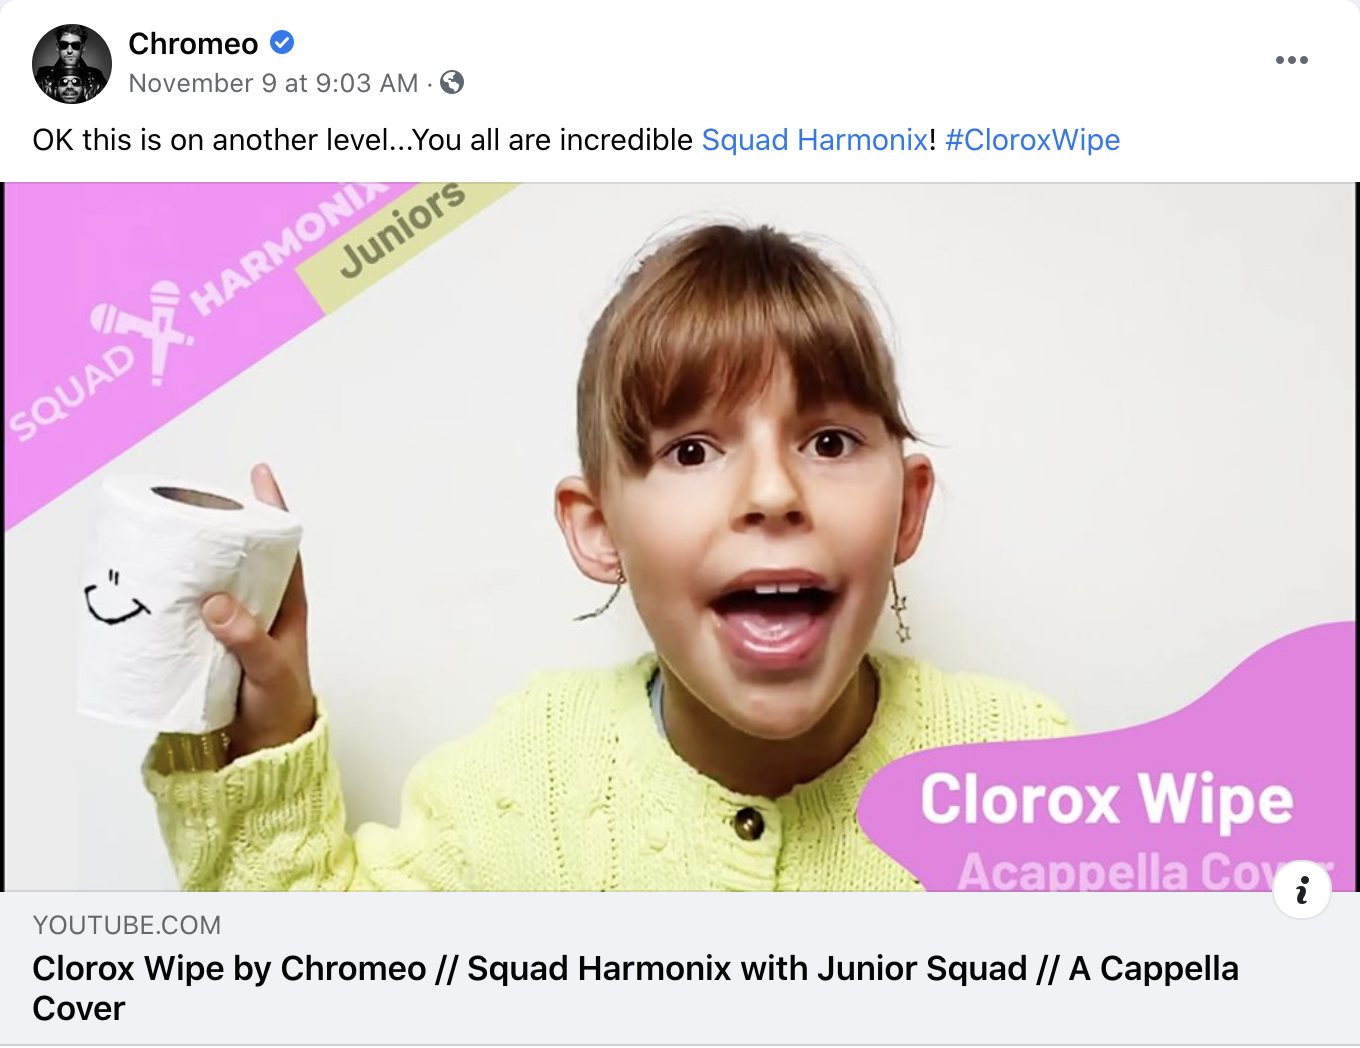 Chromeo
November 9 at 9:03 AM ·
OK this is on another level...You all are incredible Squad Harmonix! #CloroxWipe
SQUAD HARMONIX
Juniors
Clorox Wipe
Acappella Cover
YOUTUBE.COM
Clorox Wipe by Chromeo // Squad Harmonix with Junior Squad // A Cappella
Cover